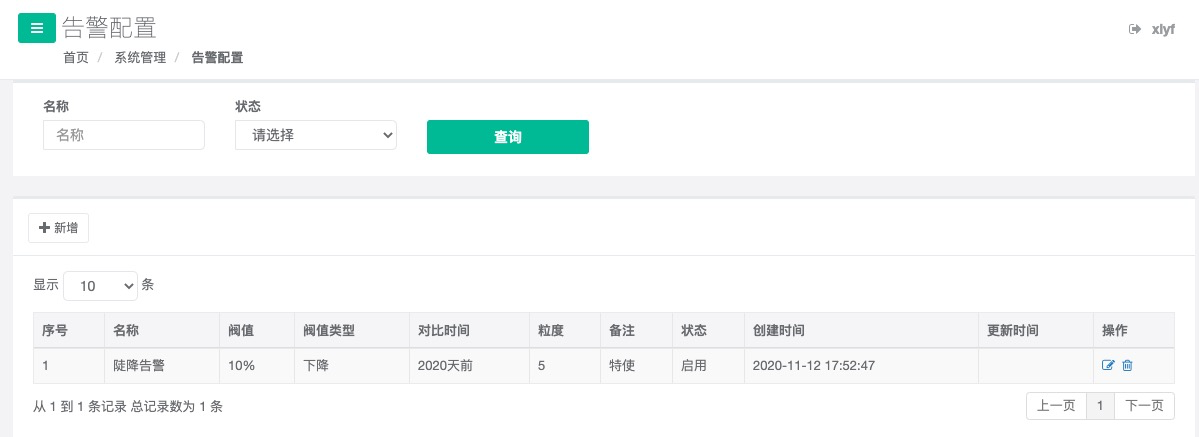 告警配置
xlyf
首页 / 系统管理 / 告警配置
名称 状态
名称 请选择 查询
新增
显示 10 条
序号 名称 阀值 阀值类型 对比时间 粒度 备注 状态 创建时间 更新时间 操作
1 陡降告警 10% 下降 2020天前 5 特使 启用 2020-11-12 17:52:47
从 1 到 1 条记录 总记录数为 1 条 上一页 1 下一页